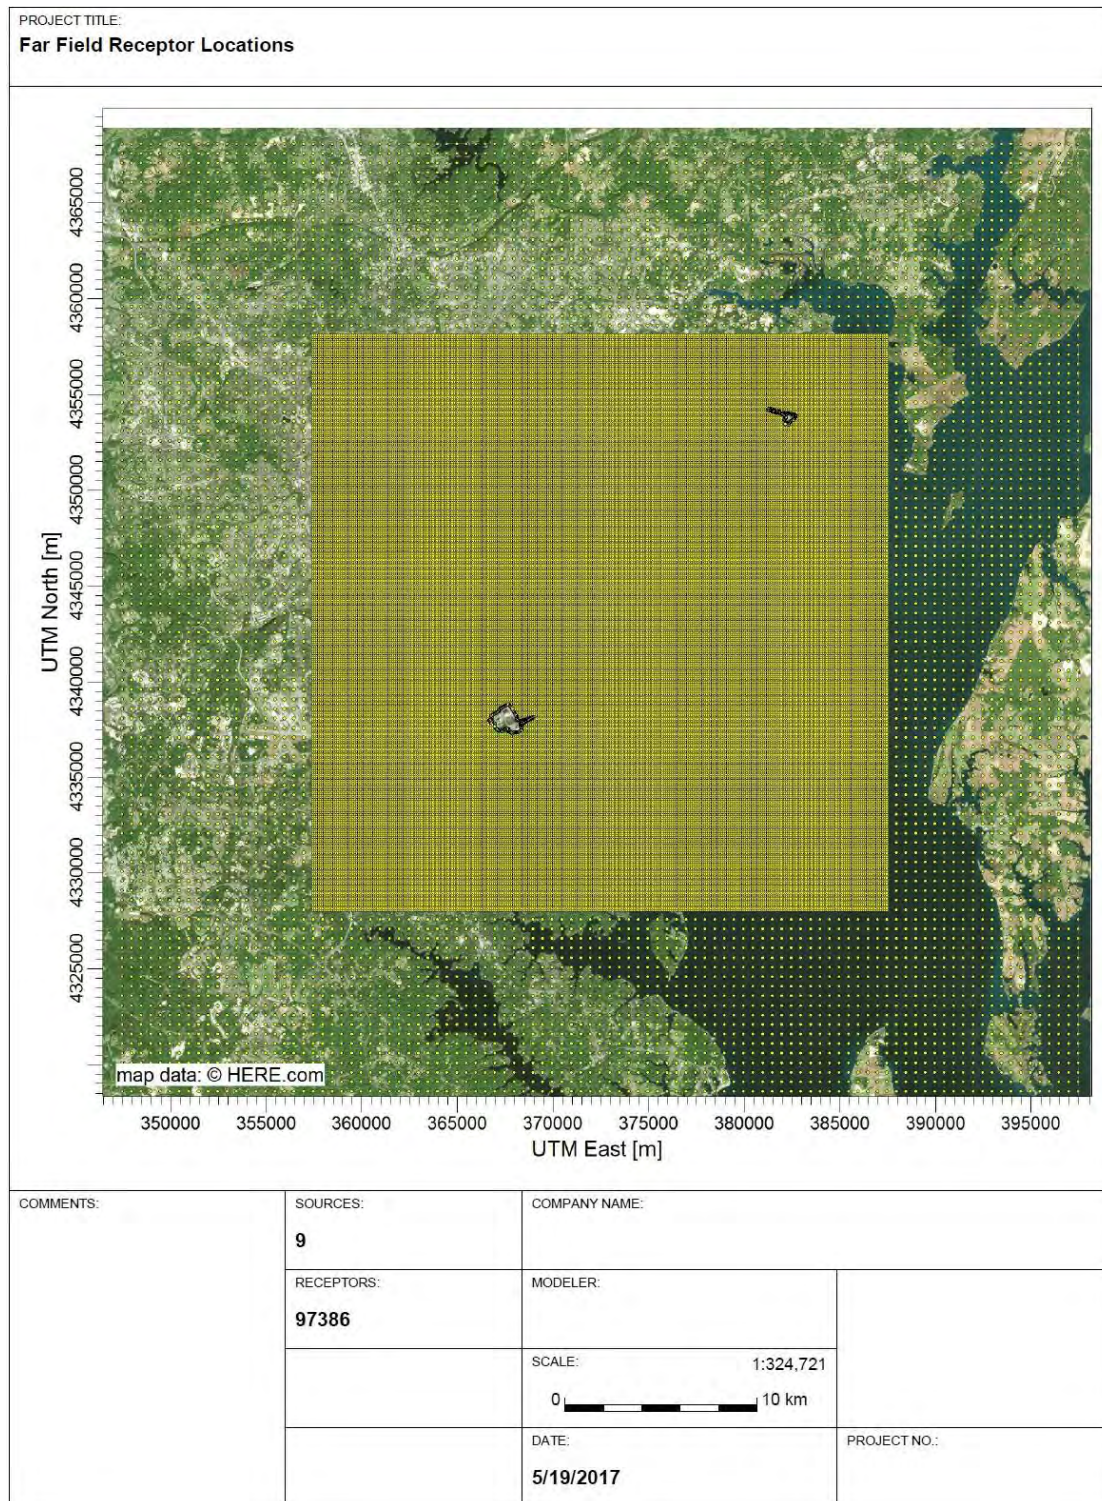 PROJECT TITLE:
Far Field Receptor Locations
UTM North [m]
4365000
4360000
4355000
4350000
4345000
4340000
4335000
4330000
4325000
map data: © HERE.com
350000 355000 360000 365000 370000 375000 380000 385000 390000 395000
UTM East [m]
COMMENTS:
SOURCES:
9
COMPANY NAME:
RECEPTORS:
97386
MODELER:
SCALE:
1:324,721
0
10 km
DATE:
5/19/2017
PROJECT NO.: